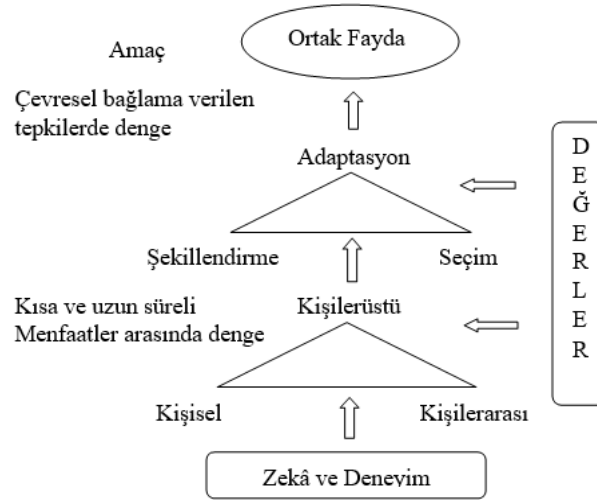 Ortak Fayda
Amaç
Çevresel bağlama verilen
tepkilerde denge
Adaptasyon
Şekillendirme
Seçim
Kısa ve uzun süreli
Menfaatler arasında denge
Kişilerüstü
Kişisel
Kişilerarası
Zekâ ve Deneyim
D
E
Ğ
E
R
L
E
R